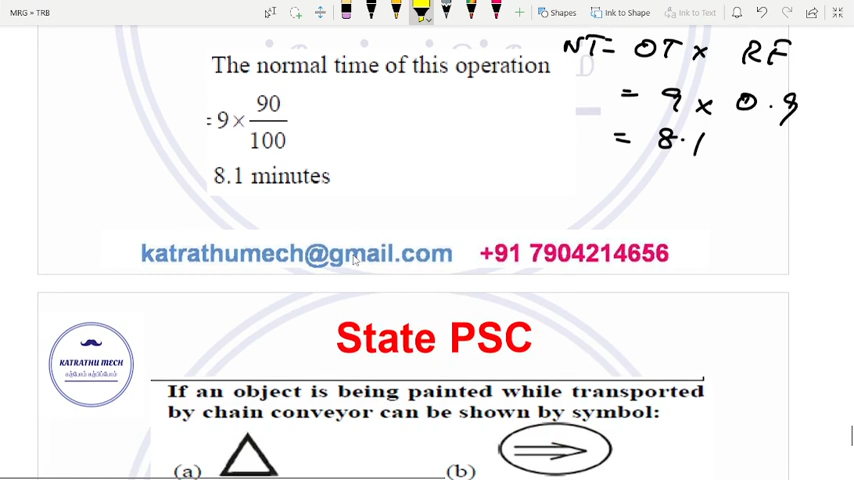 MRG » TRB
Shapes
Ink to Shape
Ink to Text
The normal time of this operation
= 9 × 90/100
8.1 minutes
NT = OT × RF
= 9 × 0.9
= 8.1
katrathumech@gmail.com +91 7904214656
State PSC
KATRATHU MECH
If an object is being painted while transported
by chain conveyor can be shown by symbol:
(a)
(b)